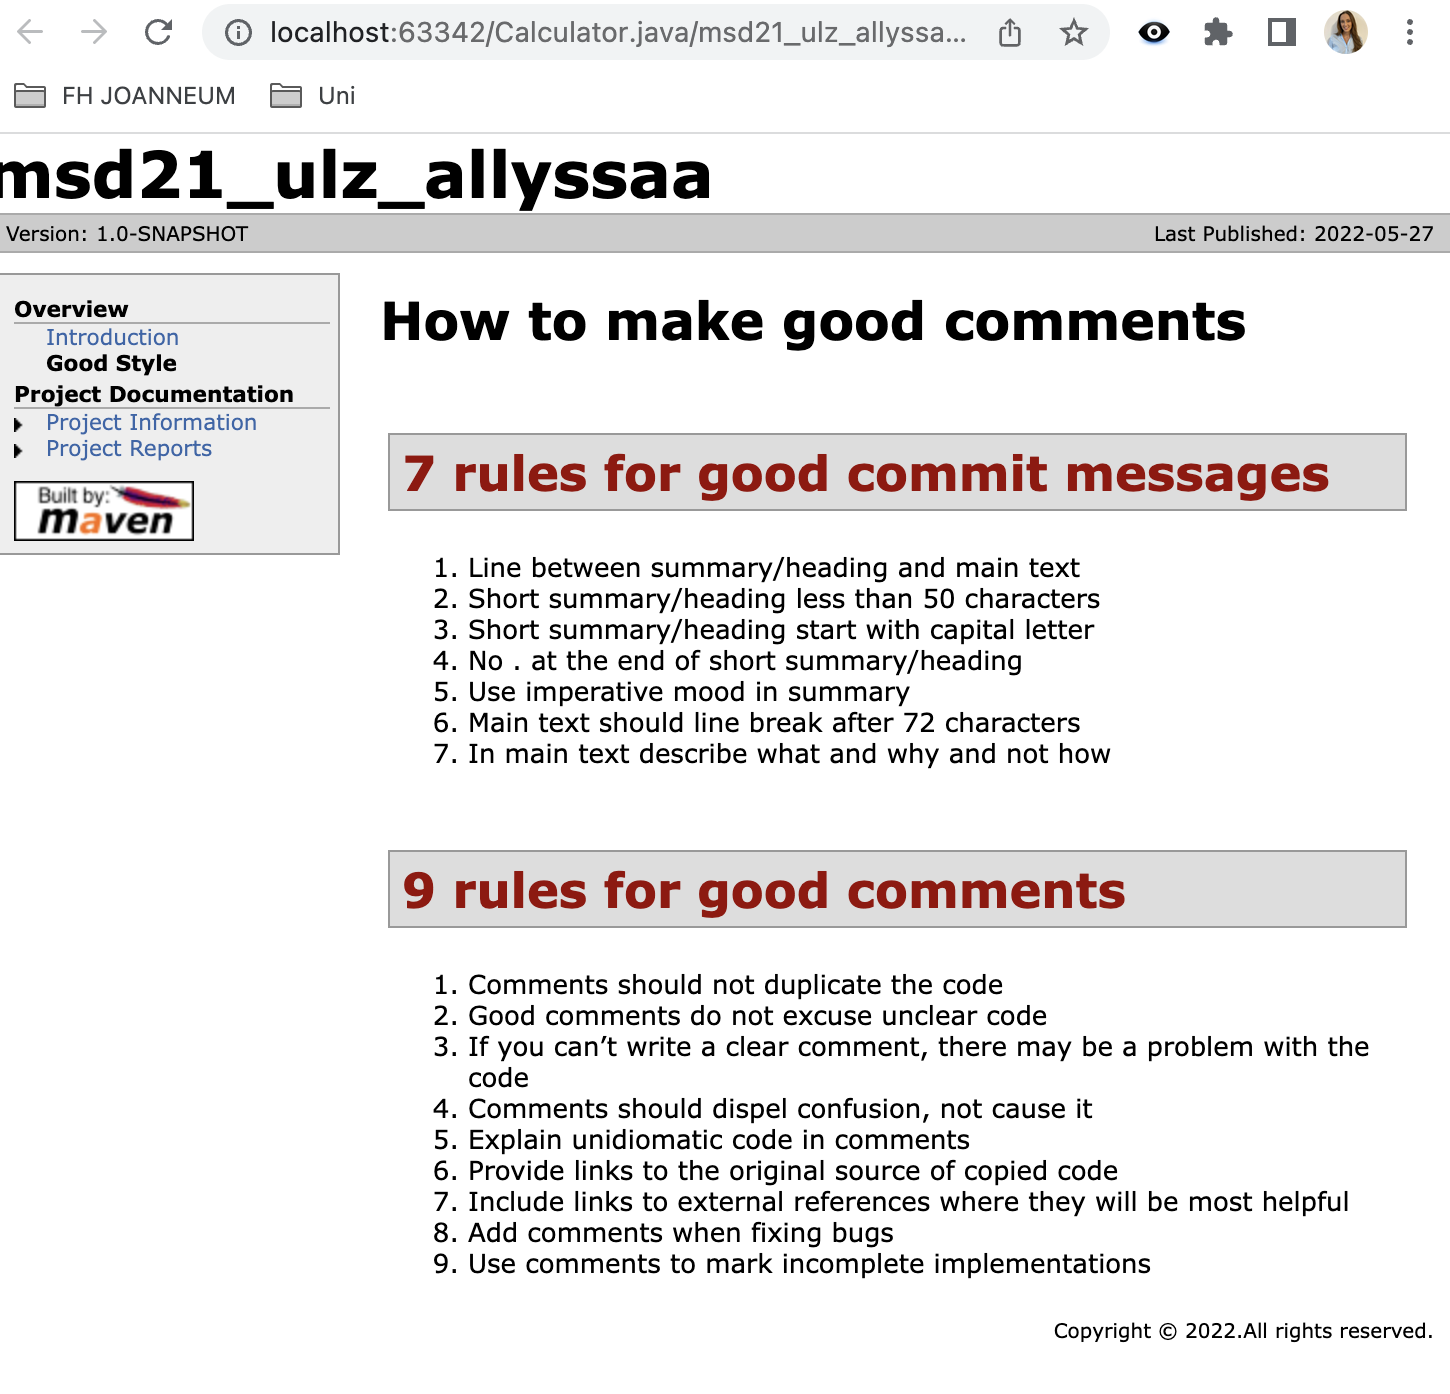 localhost:63342/Calculator.java/msd21_ulz_allyssa...
FH JOANNEUM Uni
msd21_ulz_allyssaa
Version: 1.0-SNAPSHOT Last Published: 2022-05-27
Overview
Introduction
Good Style
Project Documentation
Project Information
Project Reports
Built by:
maven
How to make good comments
7 rules for good commit messages
1. Line between summary/heading and main text
2. Short summary/heading less than 50 characters
3. Short summary/heading start with capital letter
4. No . at the end of short summary/heading
5. Use imperative mood in summary
6. Main text should line break after 72 characters
7. In main text describe what and why and not how
9 rules for good comments
1. Comments should not duplicate the code
2. Good comments do not excuse unclear code
3. If you can’t write a clear comment, there may be a problem with the
code
4. Comments should dispel confusion, not cause it
5. Explain unidiomatic code in comments
6. Provide links to the original source of copied code
7. Include links to external references where they will be most helpful
8. Add comments when fixing bugs
9. Use comments to mark incomplete implementations
Copyright © 2022.All rights reserved.